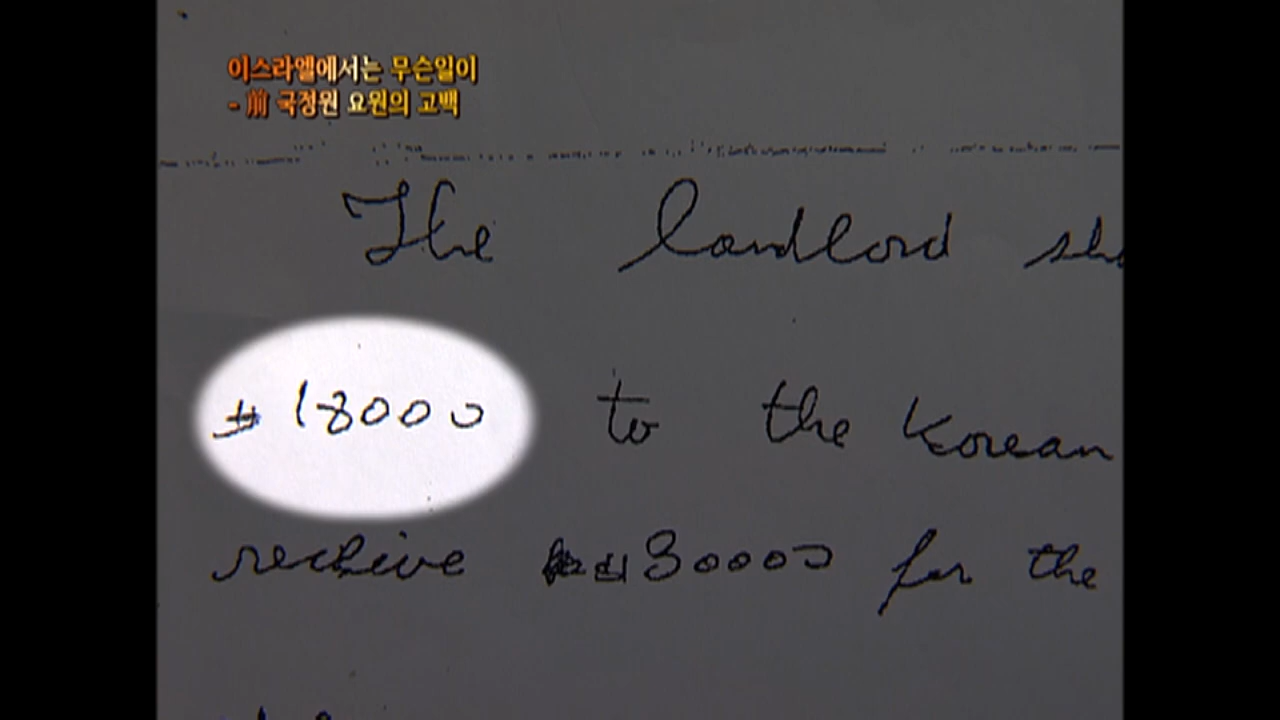 이스라엘에서는 무슨일이
- 前 국정원 요원의 고백
The landlord
18000 to the Korean
receive 30000 for the